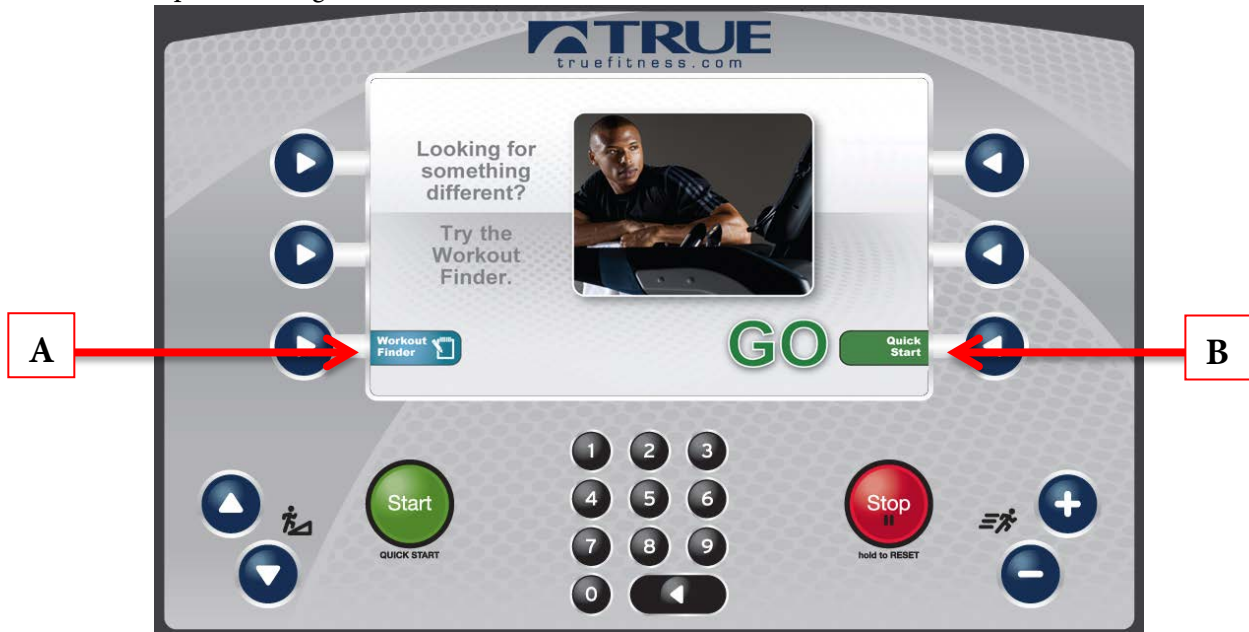 TRUE
truefitness.com
Looking for
something
different?
Try the
Workout
Finder.
A
Workout
Finder
GO
Quick
Start
B
1 2 3
Start
4 5 6
Stop
QUICK START
7 8 9
hold to RESET
0